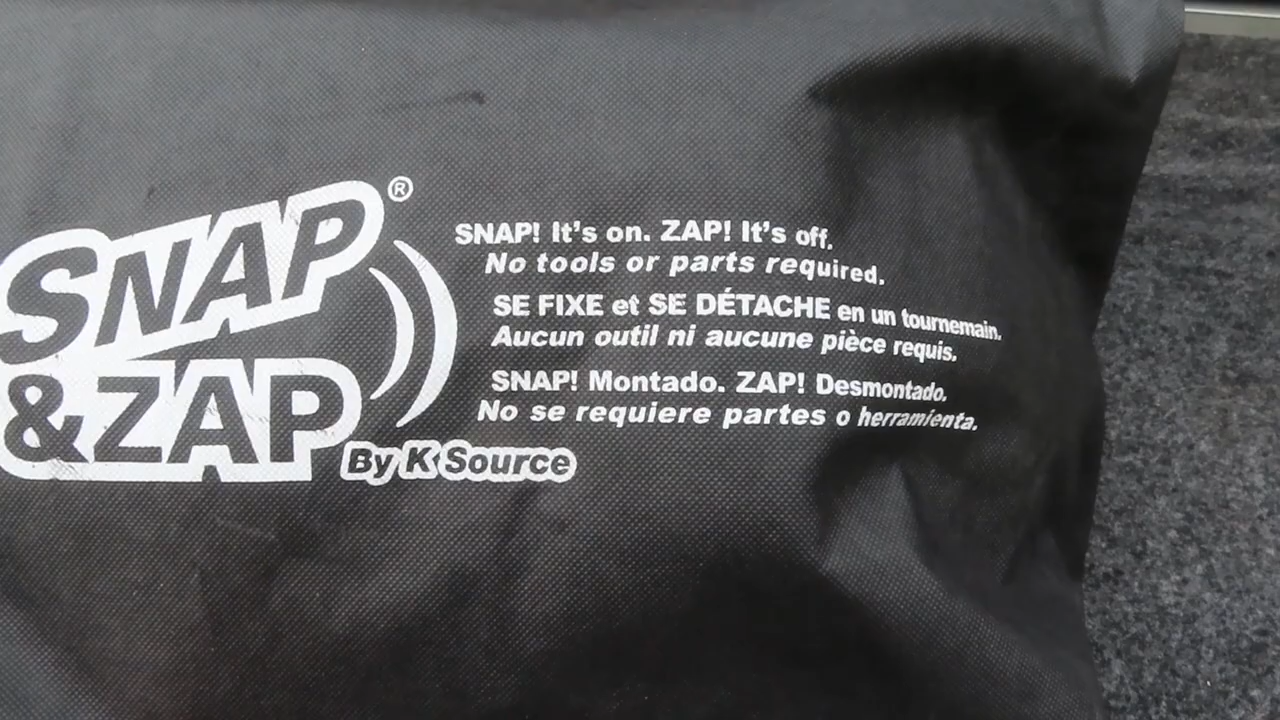 SNAP®
&ZAP
By K Source
SNAP! It's on. ZAP! It's off.
No tools or parts required.
SE FIXE et SE DÉTACHE en un tournemain.
Aucun outil ni aucune pièce requis.
SNAP! Montado. ZAP! Desmontado.
No se requiere partes o herramienta.